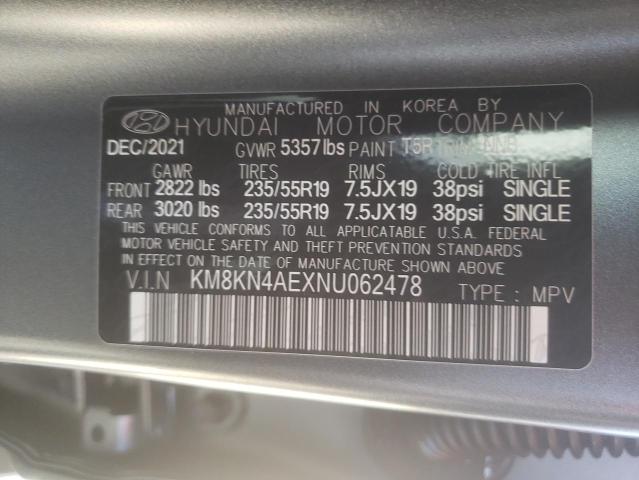 MANUFACTURED IN KOREA BY
HYUNDAI MOTOR COMPANY
DEC/2021 GVWR 5357lbs PAINT T5R TRIM NNB
GAWR TIRES RIMS COLD TIRE INFL
FRONT 2822 lbs 235/55R19 7.5JX19 38psi SINGLE
REAR 3020 lbs 235/55R19 7.5JX19 38psi SINGLE
THIS VEHICLE CONFORMS TO ALL APPLICATABLE U.S.A. FEDERAL
MOTOR VEHICLE SAFETY AND THEFT PREVENTION STANDARDS
IN EFFECT ON THE DATE OF MANUFACTURE SHOWN ABOVE.
V.I.N KM8KN4AEXNU062478 TYPE : MPV